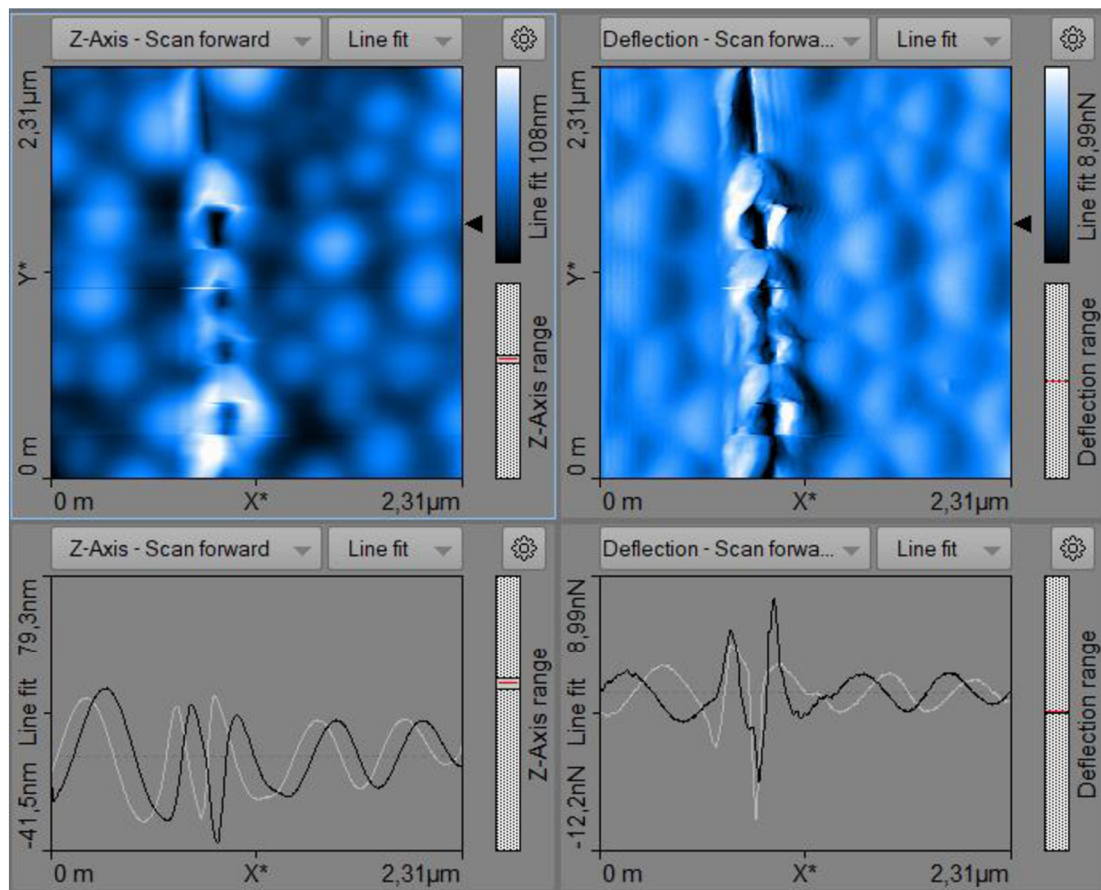 Z-Axis - Scan forward
Line fit
2,31µm
Y*
0 m
0 m
X*
2,31µm
Line fit 108nm
Z-Axis range
Deflection - Scan forwa...
Line fit
2,31µm
Y*
0 m
0 m
X*
2,31µm
Line fit 8,99nN
Deflection range
Z-Axis - Scan forward
Line fit
79,3nm
Line fit
-41,5nm
0 m
X*
2,31µm
Z-Axis range
Deflection - Scan forwa...
Line fit
8,99nN
Line fit
-12,2nN
0 m
X*
2,31µm
Deflection range